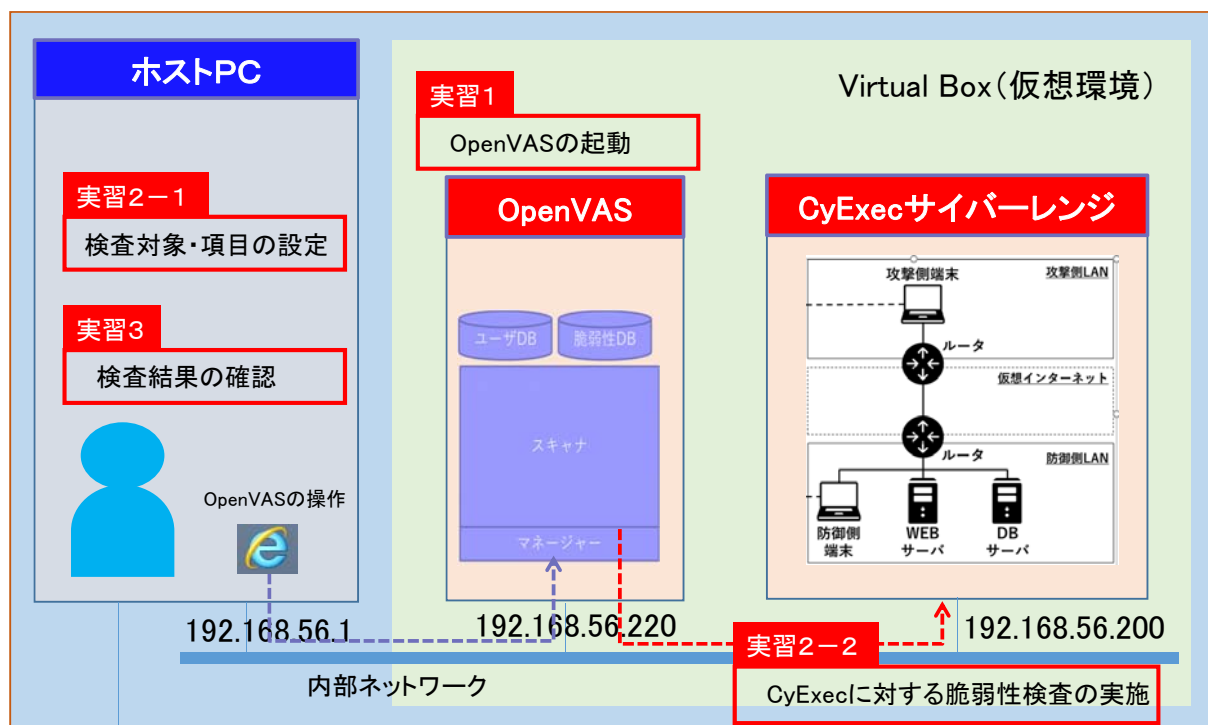 ホストPC
実習2－1
検査対象・項目の設定
実習3
検査結果の確認
OpenVASの操作
192.168.56.1
Virtual Box（仮想環境）
実習1
OpenVASの起動
OpenVAS
ユーザDB
脆弱性DB
スキャナ
マネージャー
192.168.56.220
CyExecサイバーレンジ
攻撃側端末
攻撃側LAN
ルータ
仮想インターネット
ルータ
防御側LAN
防御側
端末
WEB
サーバ
DB
サーバ
192.168.56.200
実習2－2
CyExecに対する脆弱性検査の実施
内部ネットワーク